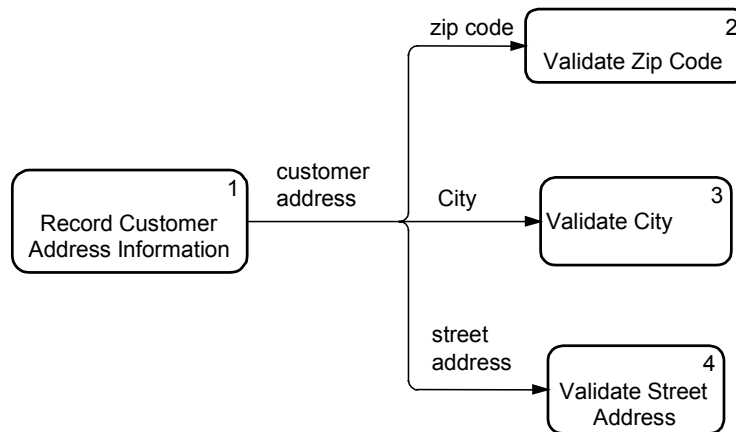 1
Record Customer
Address Information
customer
address
zip code
2
Validate Zip Code
City
3
Validate City
street
address
4
Validate Street
Address